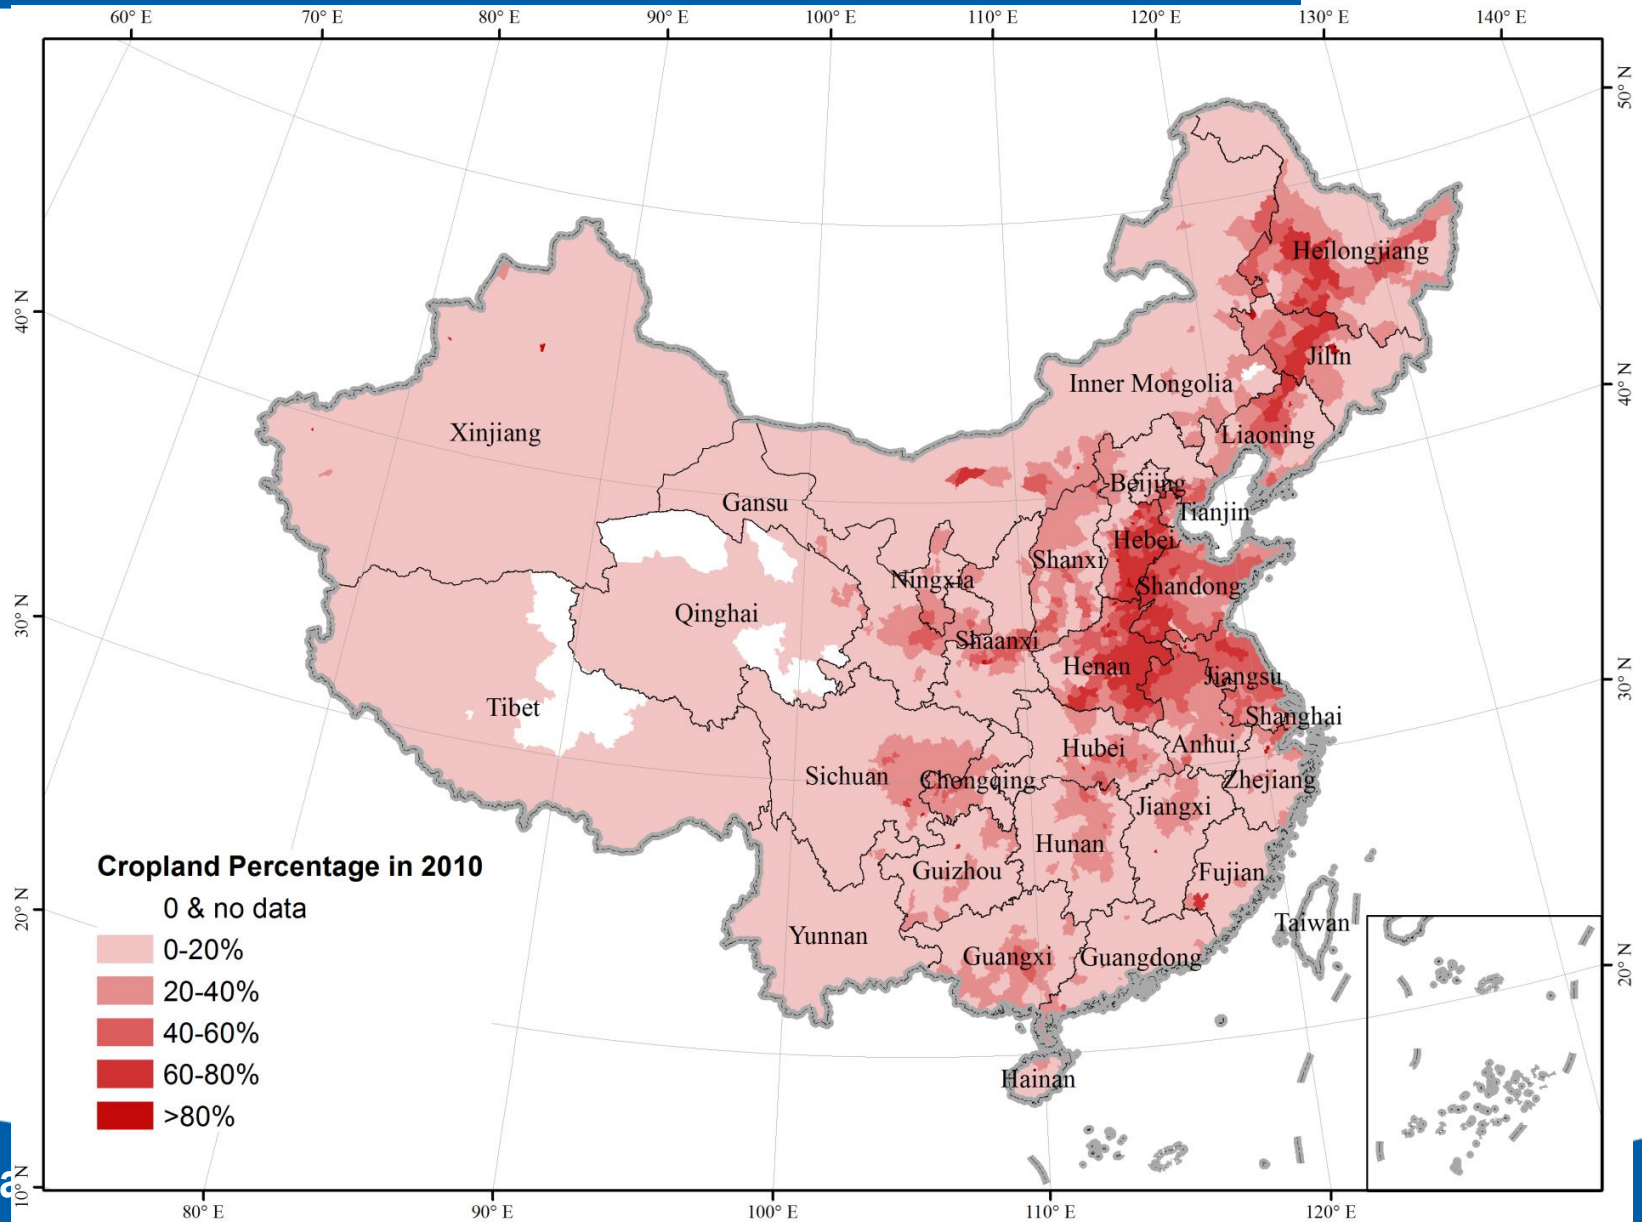 60° E 70° E 80° E 90° E 100° E 110° E 120° E 130° E 140° E
50° N
40° N
40° N
30° N
30° N
20° N
20° N
10° N
Heilongjiang
Jilin
Inner Mongolia
Liaoning
Xinjiang
Beijing
Gansu
Tianjin
Hebei
Shanxi
Ningxia
Shandong
Qinghai
Shaanxi
Henan
Jiangsu
Tibet
Shanghai
Hubei
Anhui
Sichuan
Chongqing
Zhejiang
Jiangxi
Hunan
Guizhou
Fujian
Taiwan
Yunnan
Guangxi
Guangdong
Hainan
Cropland Percentage in 2010
0 & no data
0-20%
20-40%
40-60%
60-80%
>80%
a
80° E 90° E 100° E 110° E 120° E